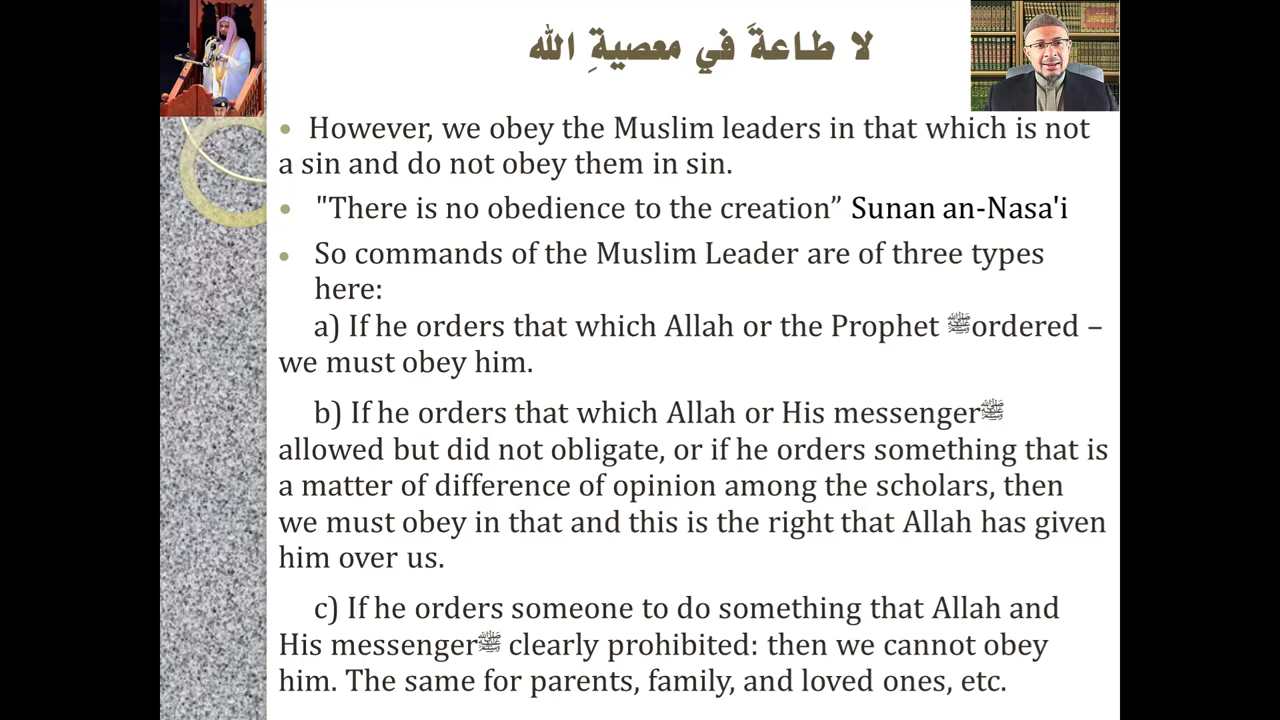 لا طاعةَ في معصيةِ الله
• However, we obey the Muslim leaders in that which is not
a sin and do not obey them in sin.
• "There is no obedience to the creation” Sunan an-Nasa'i
• So commands of the Muslim Leader are of three types
here:
a) If he orders that which Allah or the Prophet ﷺordered –
we must obey him.
b) If he orders that which Allah or His messengerﷺ
allowed but did not obligate, or if he orders something that is
a matter of difference of opinion among the scholars, then
we must obey in that and this is the right that Allah has given
him over us.
c) If he orders someone to do something that Allah and
His messengerﷺ clearly prohibited: then we cannot obey
him. The same for parents, family, and loved ones, etc.